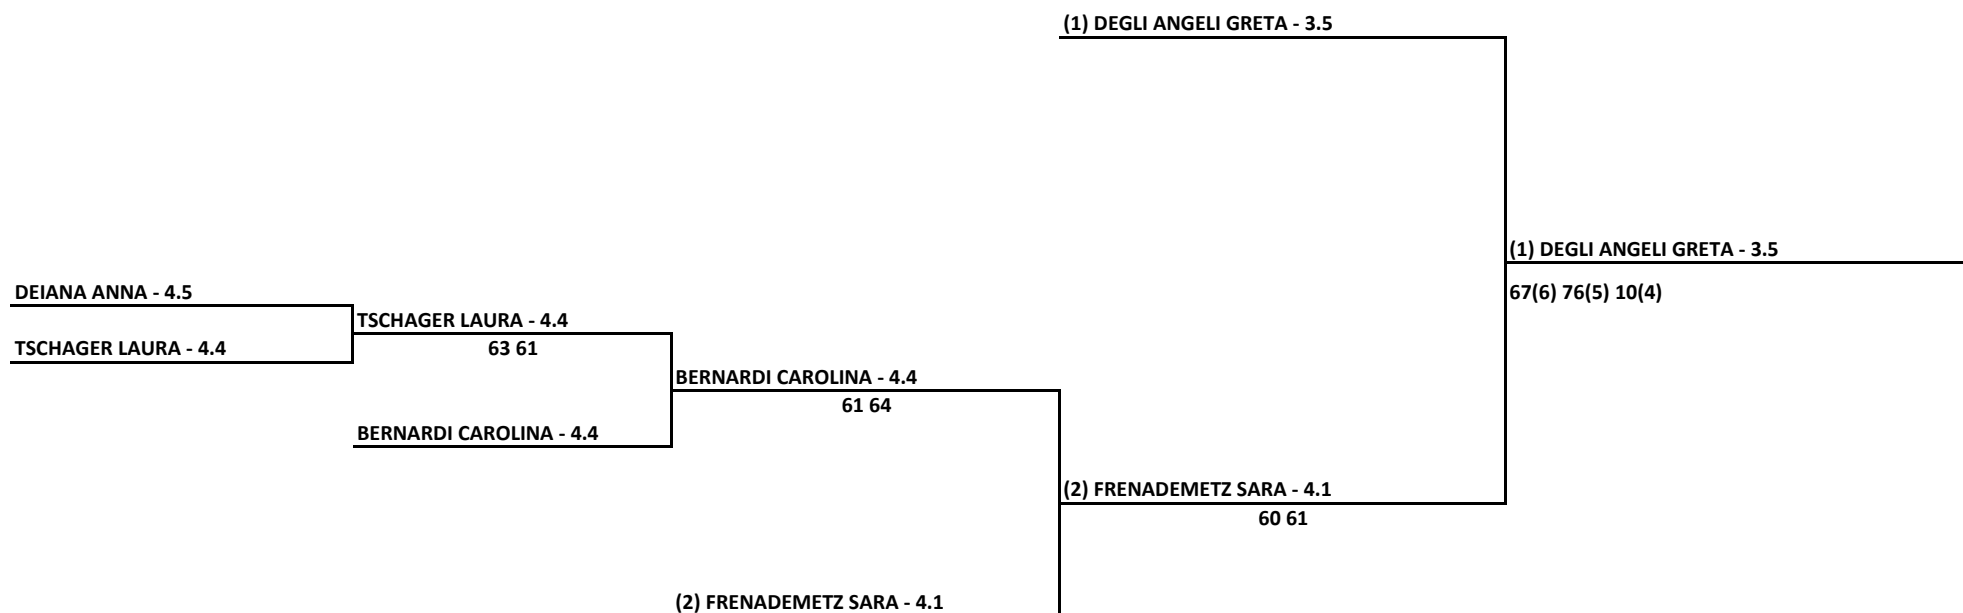 (1) DEGLI ANGELI GRETA - 3.5
(1) DEGLI ANGELI GRETA - 3.5
DEIANA ANNA - 4.5
67(6) 76(5) 10(4)
TSCHAGER LAURA - 4.4
TSCHAGER LAURA - 4.4
63 61
BERNARDI CAROLINA - 4.4
61 64
BERNARDI CAROLINA - 4.4
(2) FRENADEMETZ SARA - 4.1
60 61
(2) FRENADEMETZ SARA - 4.1